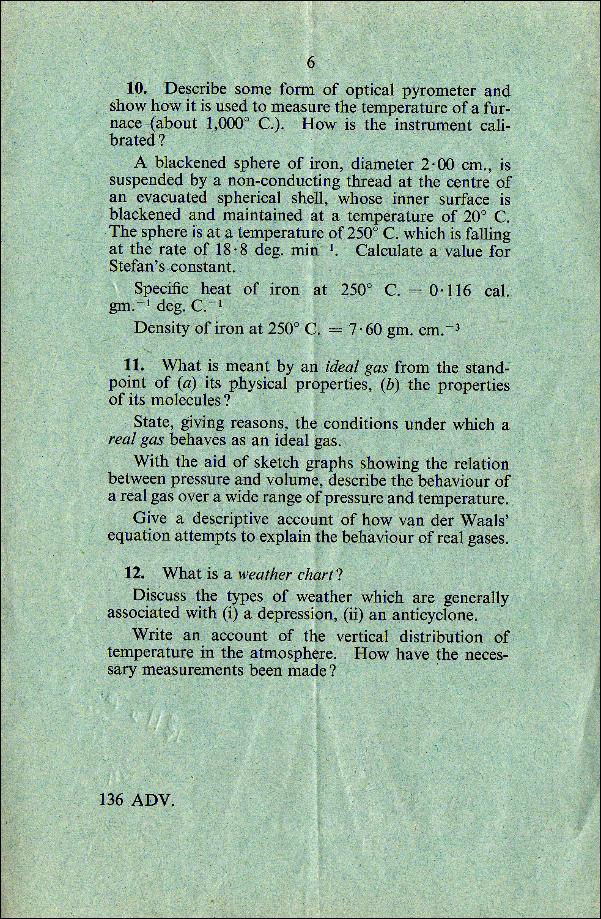 6
10. Describe some form of optical pyrometer and
show how it is used to measure the temperature of a fur-
nace (about 1,000° C.). How is the instrument cali-
brated?
A blackened sphere of iron, diameter 2·00 cm., is
suspended by a non-conducting thread at the centre of
an evacuated spherical shell, whose inner surface is
blackened and maintained at a temperature of 20° C.
The sphere is at a temperature of 250° C. which is falling
at the rate of 18·8 deg. min⁻¹. Calculate a value for
Stefan's constant.
Specific heat of iron at 250° C. = 0·116 cal.
gm.⁻¹ deg. C.⁻¹
Density of iron at 250° C. = 7·60 gm. cm.⁻³
11. What is meant by an ideal gas from the stand-
point of (a) its physical properties, (b) the properties
of its molecules?
State, giving reasons, the conditions under which a
real gas behaves as an ideal gas.
With the aid of sketch graphs showing the relation
between pressure and volume, describe the behaviour of
a real gas over a wide range of pressure and temperature.
Give a descriptive account of how van der Waals'
equation attempts to explain the behaviour of real gases.
12. What is a weather chart?
Discuss the types of weather which are generally
associated with (i) a depression, (ii) an anticyclone.
Write an account of the vertical distribution of
temperature in the atmosphere. How have the neces-
sary measurements been made?
136 ADV.